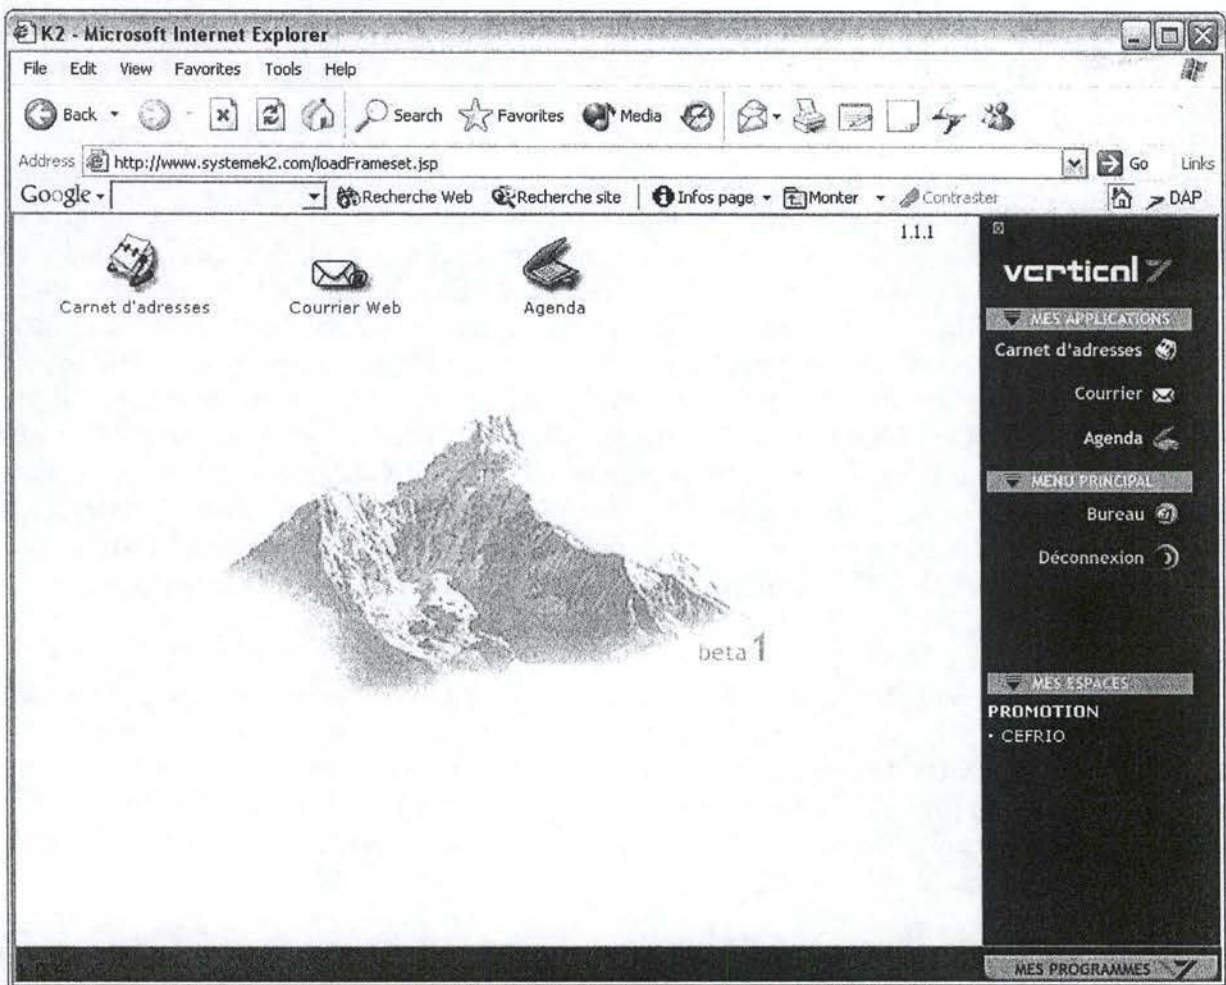 K2 - Microsoft Internet Explorer
File Edit View Favorites Tools Help
Back Search Favorites Media
Address http://www.systemek2.com/loadFrameset.jsp Go Links
Google Recherche Web Recherche site Infos page Monter Contraster DAP
1.1.1
Carnet d'adresses Courrier Web Agenda
beta 1
vertical 7
MES APPLICATIONS
Carnet d'adresses
Courrier
Agenda
MENU PRINCIPAL
Bureau
Déconnexion
MES ESPACES
PROMOTION
• CEFRIO
MES PROGRAMMES